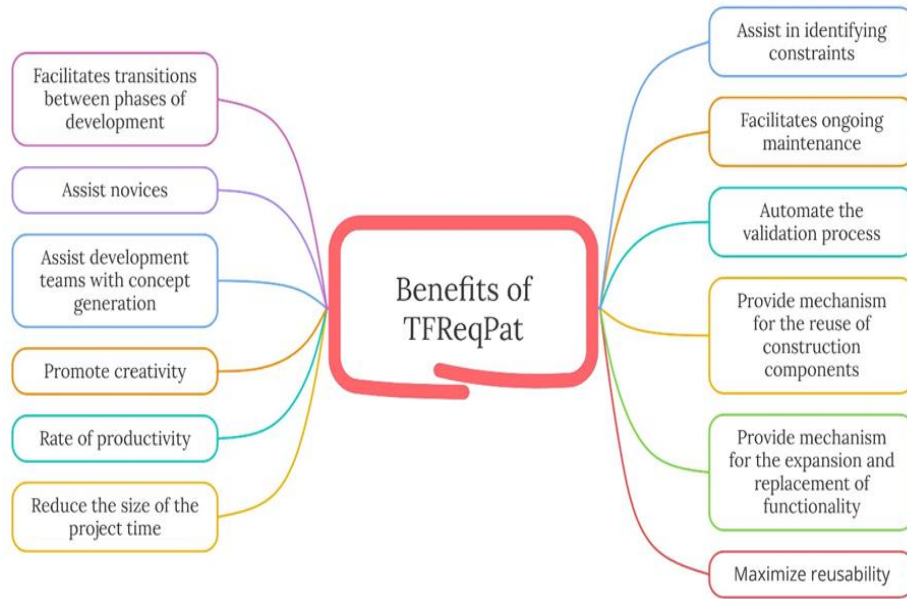 Facilitates transitions
between phases of
development
Assist novices
Assist development
teams with concept
generation
Promote creativity
Rate of productivity
Reduce the size of the
project time
Benefits of
TFReqPat
Assist in identifying
constraints
Facilitates ongoing
maintenance
Automate the
validation process
Provide mechanism
for the reuse of
construction
components
Provide mechanism
for the expansion and
replacement of
functionality
Maximize reusability